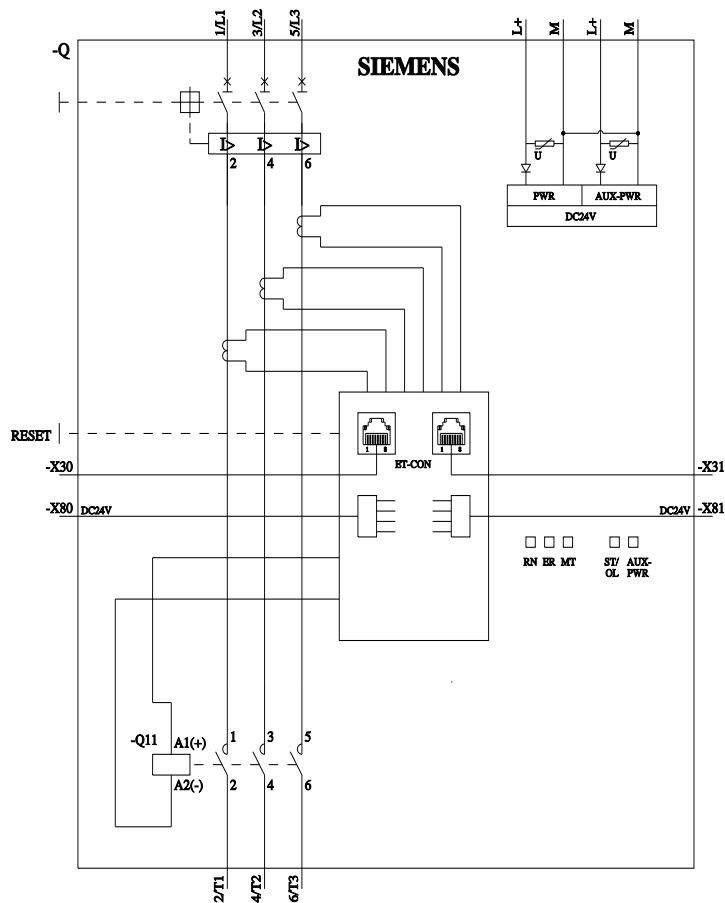 1/L1 3/L2 5/L3
L+ M L+ M
-Q
SIEMENS
I> I> I>
2 4 6
U U
PWR AUX-PWR
DC24V
RESET
1 8 1 8
ET-CON
-X30 -X31
-X80 DC24V DC24V -X81
RN ER MT ST/ AUX-
OL PWR
-Q11 A1(+) 1 3 5
A2(-) 2 4 6
2/T1 4/T2 6/T3